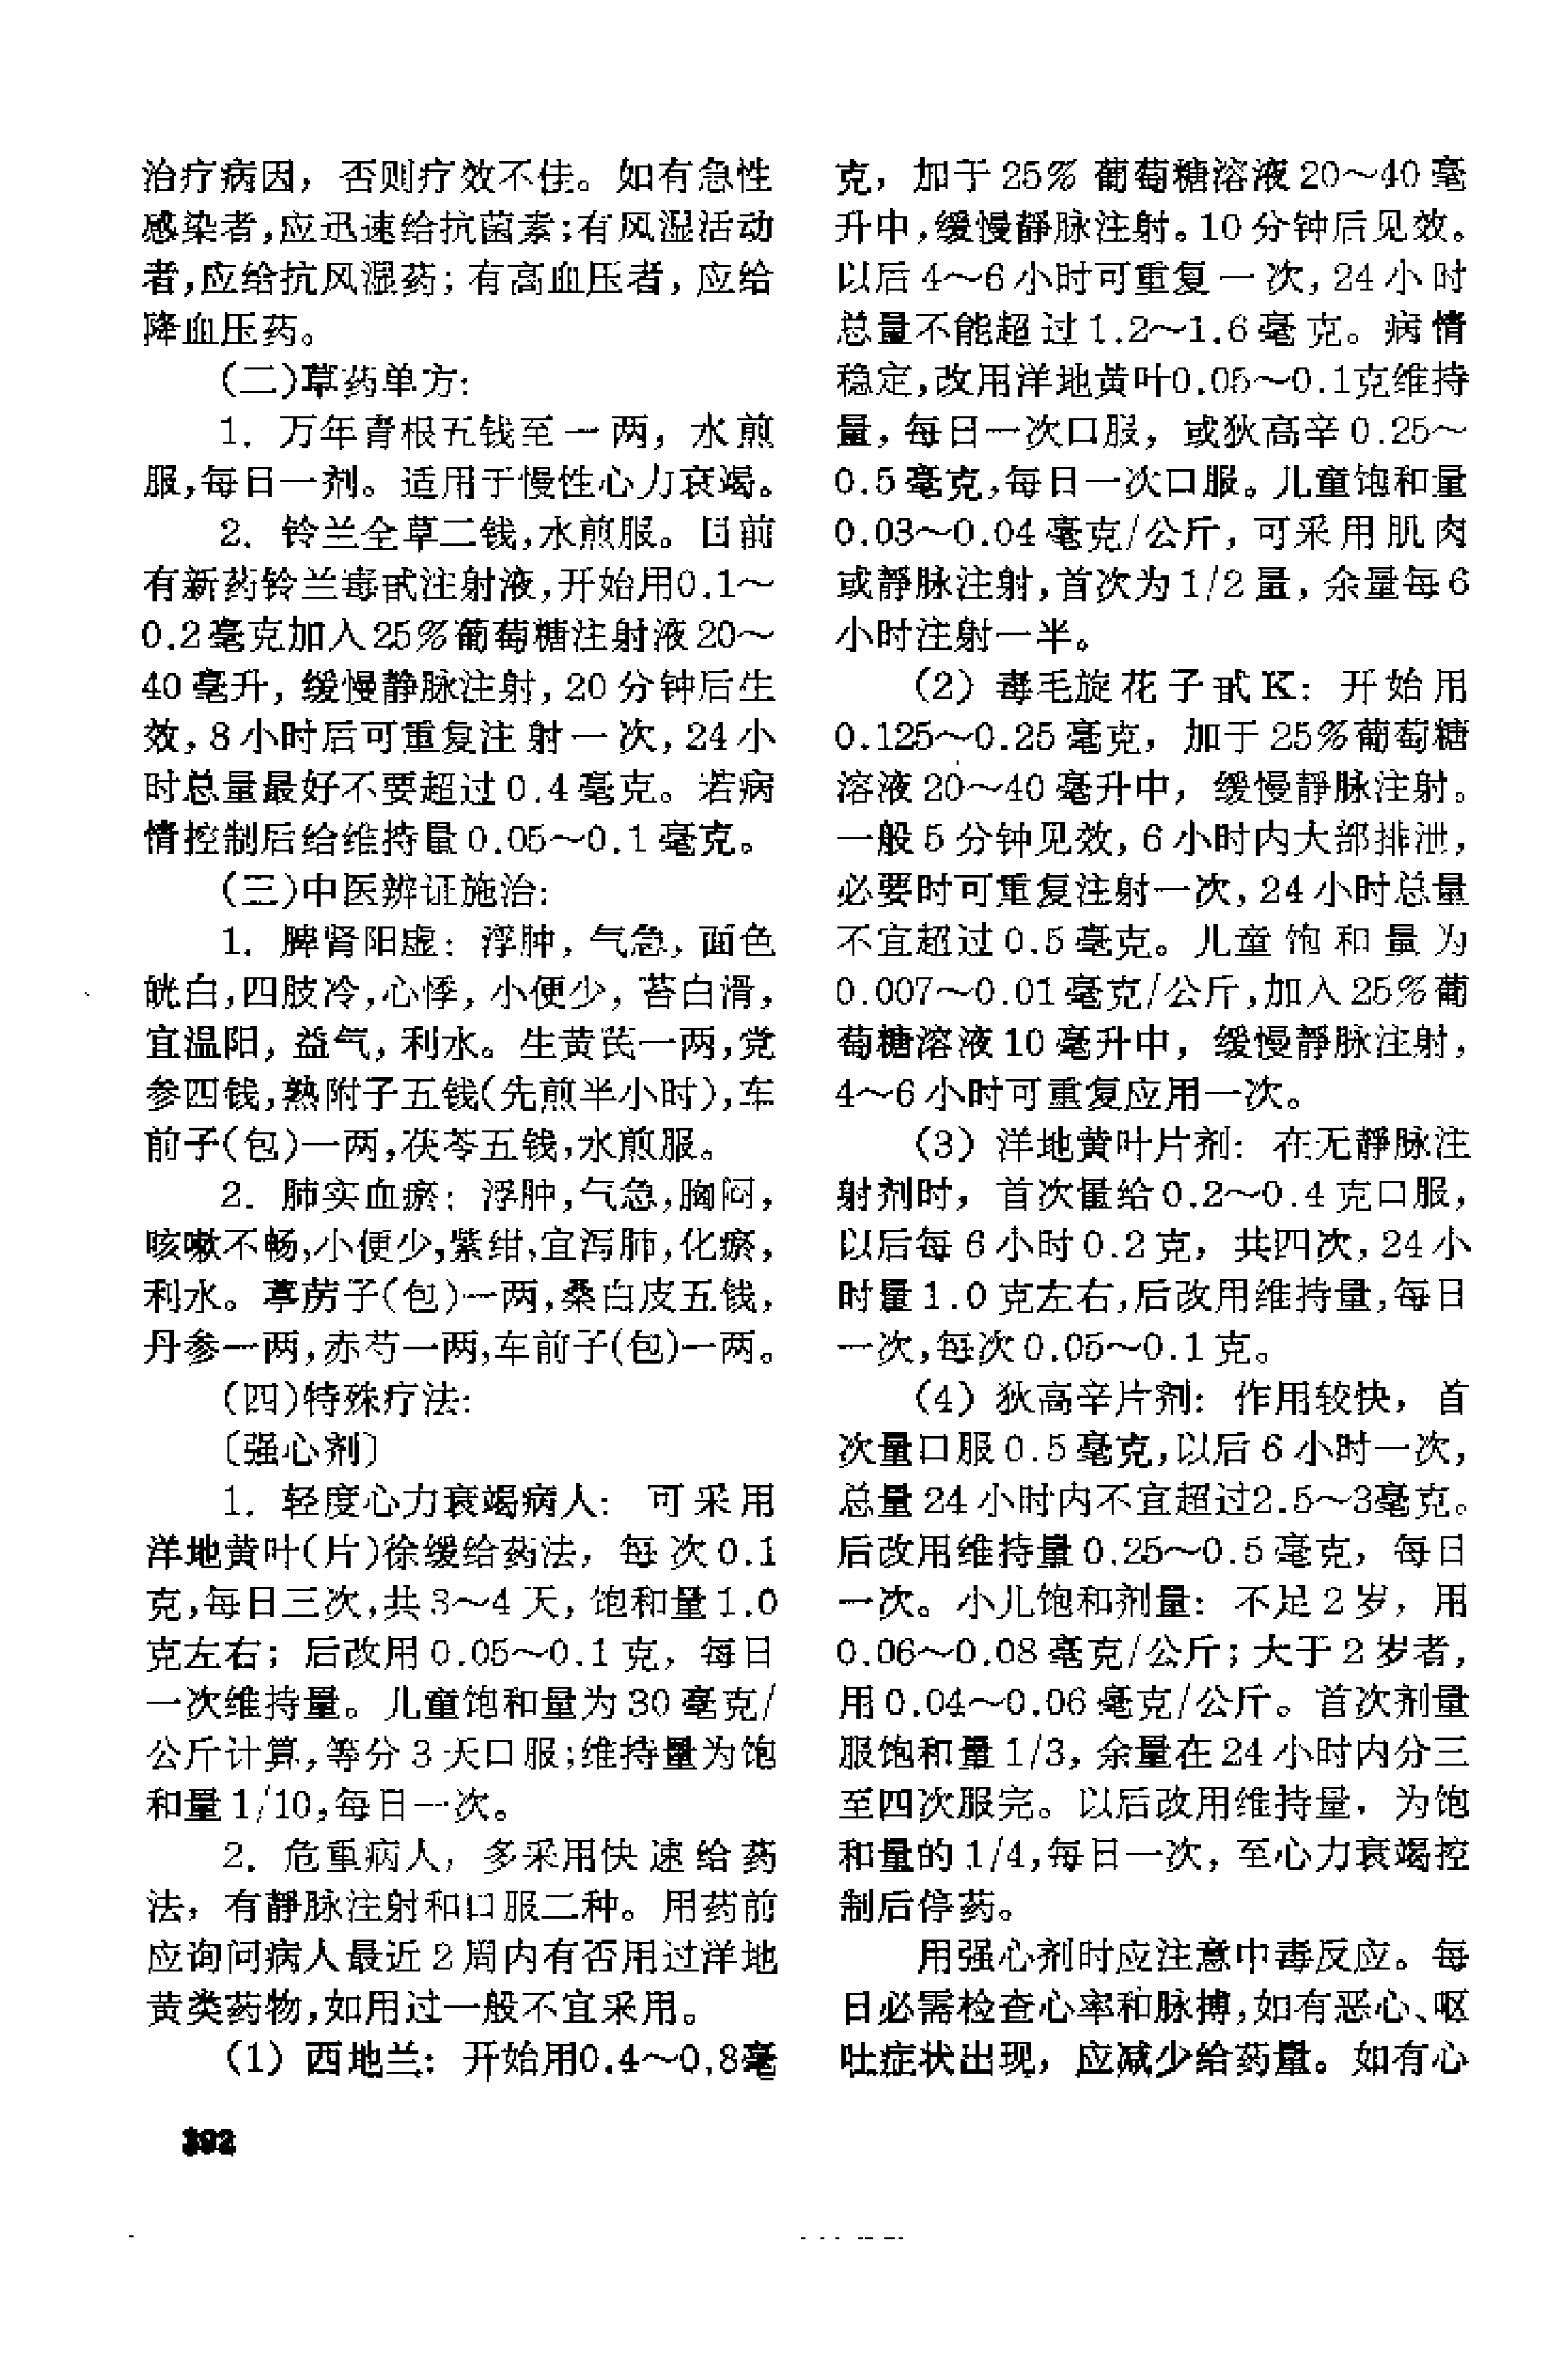 治疗病因，否则疗效不佳。如有急性
感染者，应迅速给抗菌素；有风湿活动
者，应给抗风湿药；有高血压者，应给
降血压药。
（二）草药单方：
1. 万年青根五钱至一两，水煎
服，每日一剂。适用于慢性心力衰竭。
2. 铃兰全草二钱，水煎服。目前
有新药铃兰毒甙注射液，开始用0.1～
0.2毫克加入25％葡萄糖注射液20～
40毫升，缓慢静脉注射，20分钟后生
效，8小时后可重复注射一次，24小
时总量最好不要超过0.4毫克。若病
情控制后给维持量0.05～0.1毫克。
（三）中医辨证施治：
1. 脾肾阳虚：浮肿，气急，面色
㿠白，四肢冷，心悸，小便少，苔白滑，
宜温阳，益气，利水。生黄芪一两，党
参四钱，熟附子五钱（先煎半小时），车
前子（包）一两，茯苓五钱，水煎服。
2. 肺实血瘀：浮肿，气急，胸闷，
咳嗽不畅，小便少，紫绀，宜泻肺，化瘀，
利水。葶苈子（包）一两，桑白皮五钱，
丹参一两，赤芍一两，车前子（包）一两。
（四）特殊疗法：
〔强心剂〕
1. 轻度心力衰竭病人：可采用
洋地黄叶（片）徐缓给药法，每次0.1
克，每日三次，共3～4天，饱和量1.0
克左右；后改用0.05～0.1克，每日
一次维持量。儿童饱和量为30毫克/
公斤计算，等分3天口服；维持量为饱
和量1/10，每日一次。
2. 危重病人，多采用快速给药
法，有静脉注射和口服二种。用药前
应询问病人最近2周内有否用过洋地
黄类药物，如用过一般不宜采用。
（1）西地兰：开始用0.4～0.8毫
克，加于25％葡萄糖溶液20～40毫
升中，缓慢静脉注射。10分钟后见效。
以后4～6小时可重复一次，24小时
总量不能超过1.2～1.6毫克。病情
稳定，改用洋地黄叶0.05～0.1克维持
量，每日一次口服，或狄高辛0.25～
0.5毫克，每日一次口服。儿童饱和量
0.03～0.04毫克/公斤，可采用肌肉
或静脉注射，首次为1/2量，余量每6
小时注射一半。
（2）毒毛旋花子甙K：开始用
0.125～0.25毫克，加于25％葡萄糖
溶液20～40毫升中，缓慢静脉注射。
一般5分钟见效，6小时内大部排泄，
必要时可重复注射一次，24小时总量
不宜超过0.5毫克。儿童饱和量为
0.007～0.01毫克/公斤，加入25％葡
萄糖溶液10毫升中，缓慢静脉注射，
4～6小时可重复应用一次。
（3）洋地黄叶片剂：在无静脉注
射剂时，首次量给0.2～0.4克口服，
以后每6小时0.2克，共四次，24小
时量1.0克左右，后改用维持量，每日
一次，每次0.05～0.1克。
（4）狄高辛片剂：作用较快，首
次量口服0.5毫克，以后6小时一次，
总量24小时内不宜超过2.5～3毫克。
后改用维持量0.25～0.5毫克，每日
一次。小儿饱和剂量：不足2岁，用
0.06～0.08毫克/公斤；大于2岁者，
用0.04～0.06毫克/公斤。首次剂量
服饱和量1/3，余量在24小时内分三
至四次服完。以后改用维持量，为饱
和量的1/4，每日一次，至心力衰竭控
制后停药。
用强心剂时应注意中毒反应。每
日必需检查心率和脉搏，如有恶心、呕
吐症状出现，应减少给药量。如有心